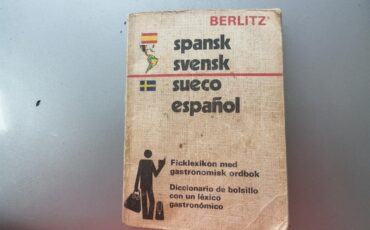 BERLITZ®
spansk
svensk
sueco
español
Ficklexikon med
gastronomisk ordbok
Diccionario de bolsillo
con un léxico
gastronómico